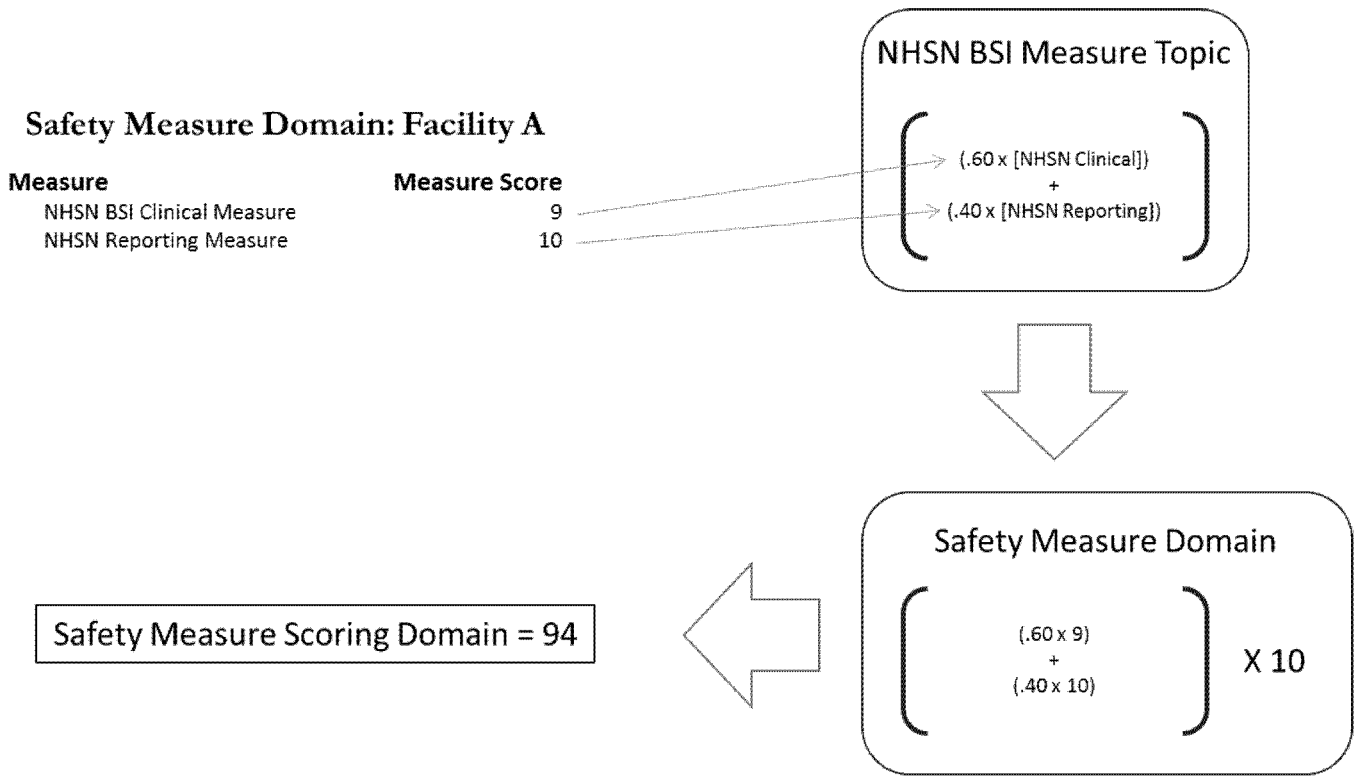 NHSN BSI Measure Topic
Safety Measure Domain: Facility A
(.60 x [NHSN Clinical])
+
(.40 x [NHSN Reporting])
Measure Measure Score
NHSN BSI Clinical Measure 9
NHSN Reporting Measure 10
Safety Measure Domain
(.60 x 9)
+
(.40 x 10)
X 10
Safety Measure Scoring Domain = 94